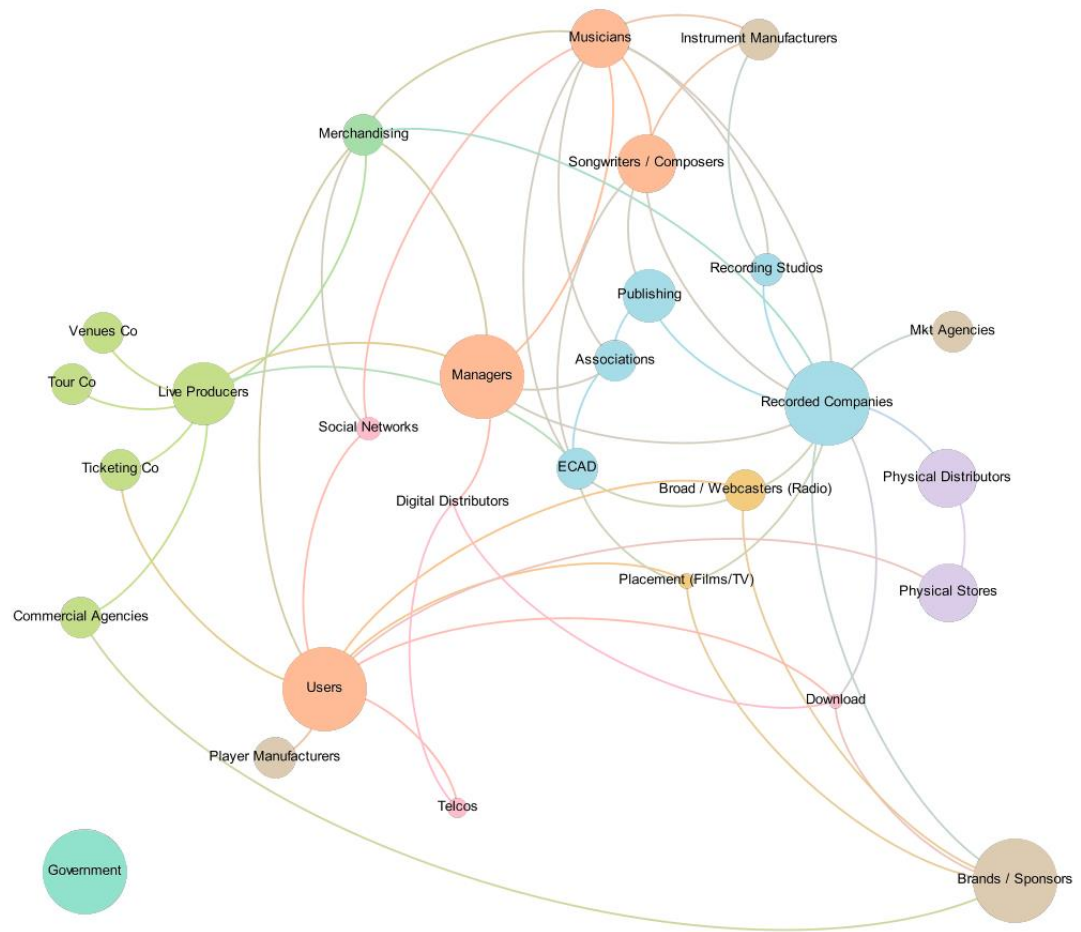 Musicians
Instrument Manufacturers
Merchandising
Songwriters / Composers
Recording Studios
Publishing
Venues Co
Mkt Agencies
Associations
Managers
Tour Co
Live Producers
Recorded Companies
Social Networks
Ticketing Co
ECAD
Physical Distributors
Broad / Webcasters (Radio)
Digital Distributors
Placement (Films/TV)
Physical Stores
Commercial Agencies
Users
Download
Player Manufacturers
Telcos
Government
Brands / Sponsors